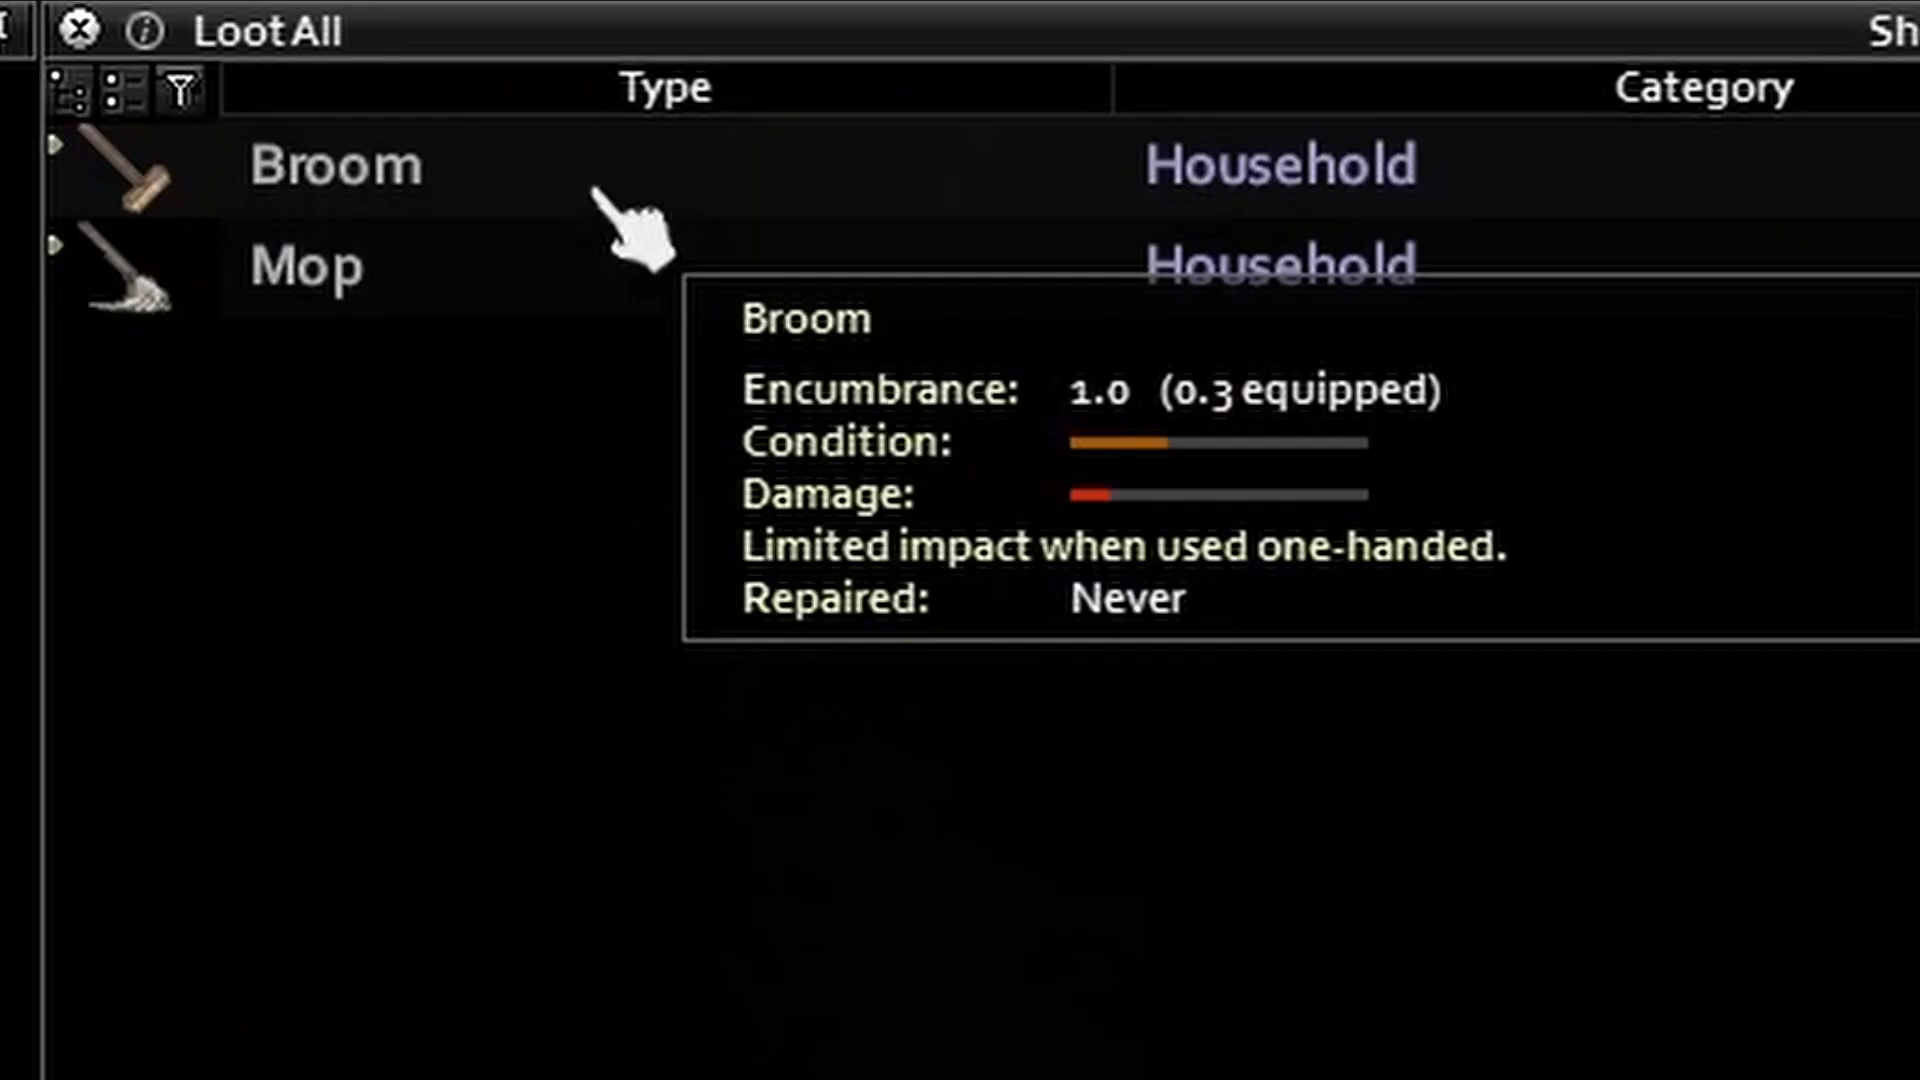 Loot All
Type Category
Broom Household
Mop Household
Broom
Encumbrance: 1.0 (0.3 equipped)
Condition:
Damage:
Limited impact when used one-handed.
Repaired: Never